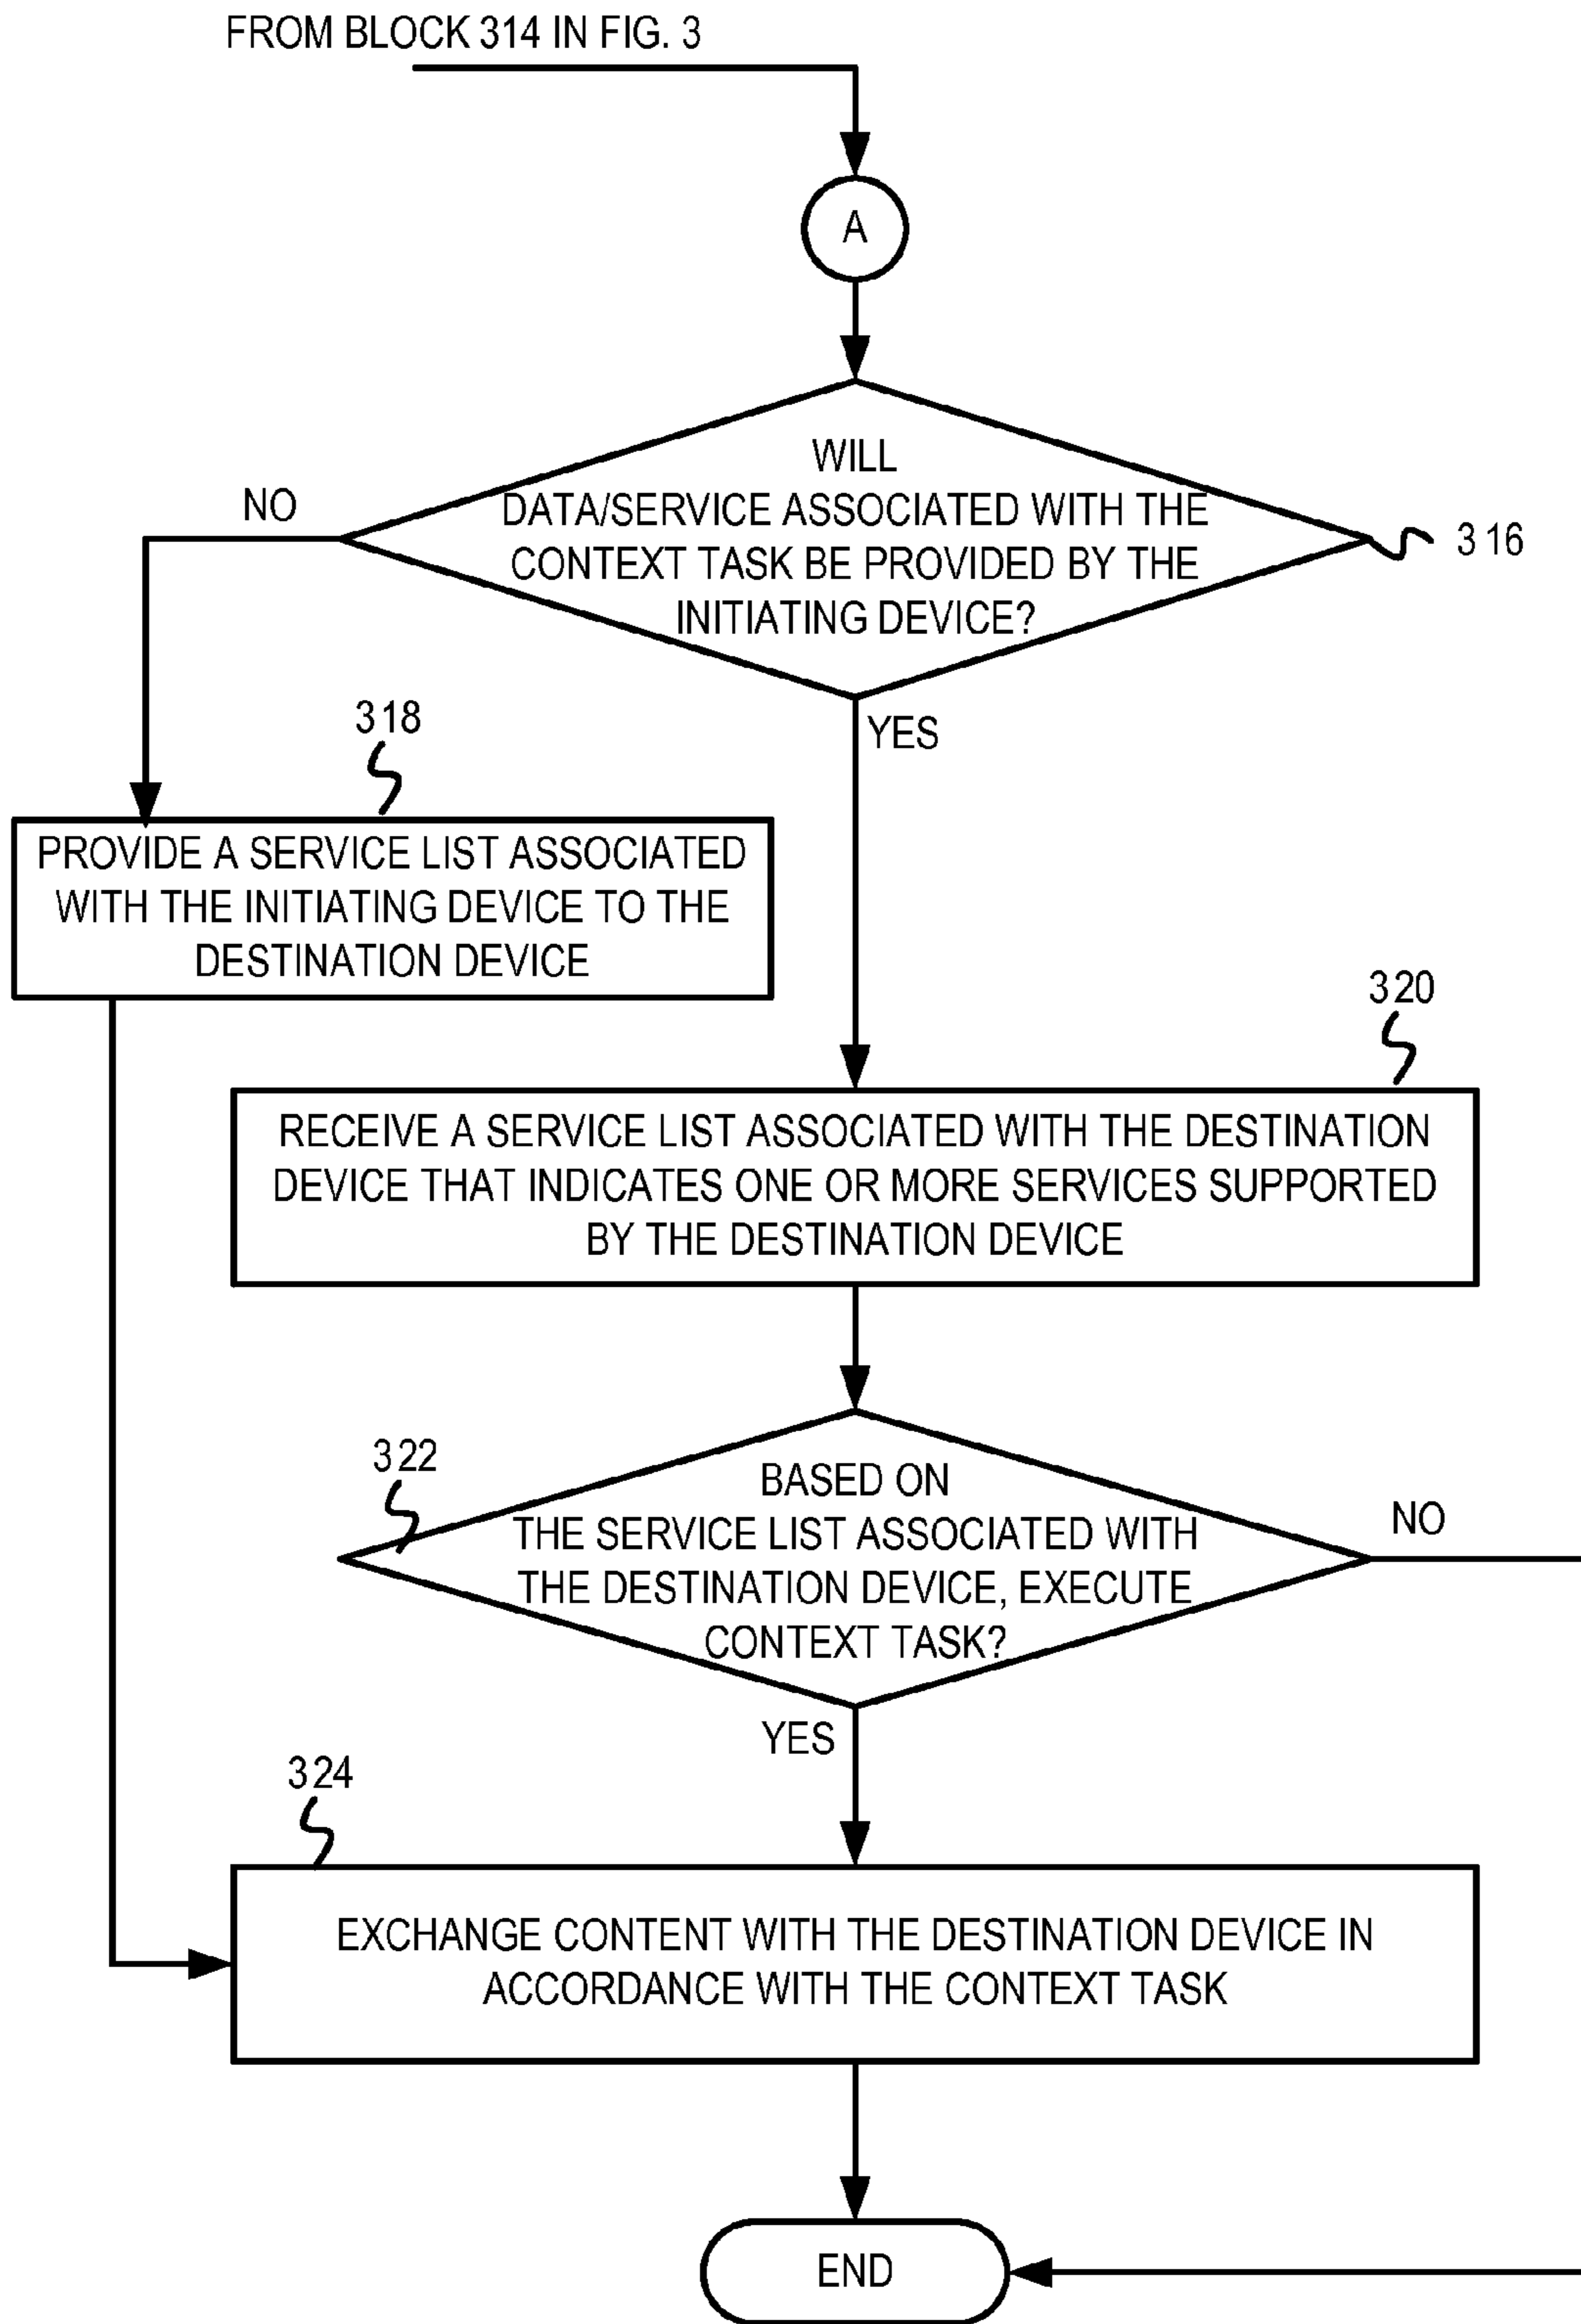 FROM BLOCK 314 IN FIG. 3
A
WILL
DATA/SERVICE ASSOCIATED WITH THE
CONTEXT TASK BE PROVIDED BY THE
INITIATING DEVICE?
NO
316
YES
318
PROVIDE A SERVICE LIST ASSOCIATED
WITH THE INITIATING DEVICE TO THE
DESTINATION DEVICE
320
RECEIVE A SERVICE LIST ASSOCIATED WITH THE DESTINATION
DEVICE THAT INDICATES ONE OR MORE SERVICES SUPPORTED
BY THE DESTINATION DEVICE
322
BASED ON
THE SERVICE LIST ASSOCIATED WITH
THE DESTINATION DEVICE, EXECUTE
CONTEXT TASK?
NO
YES
324
EXCHANGE CONTENT WITH THE DESTINATION DEVICE IN
ACCORDANCE WITH THE CONTEXT TASK
END